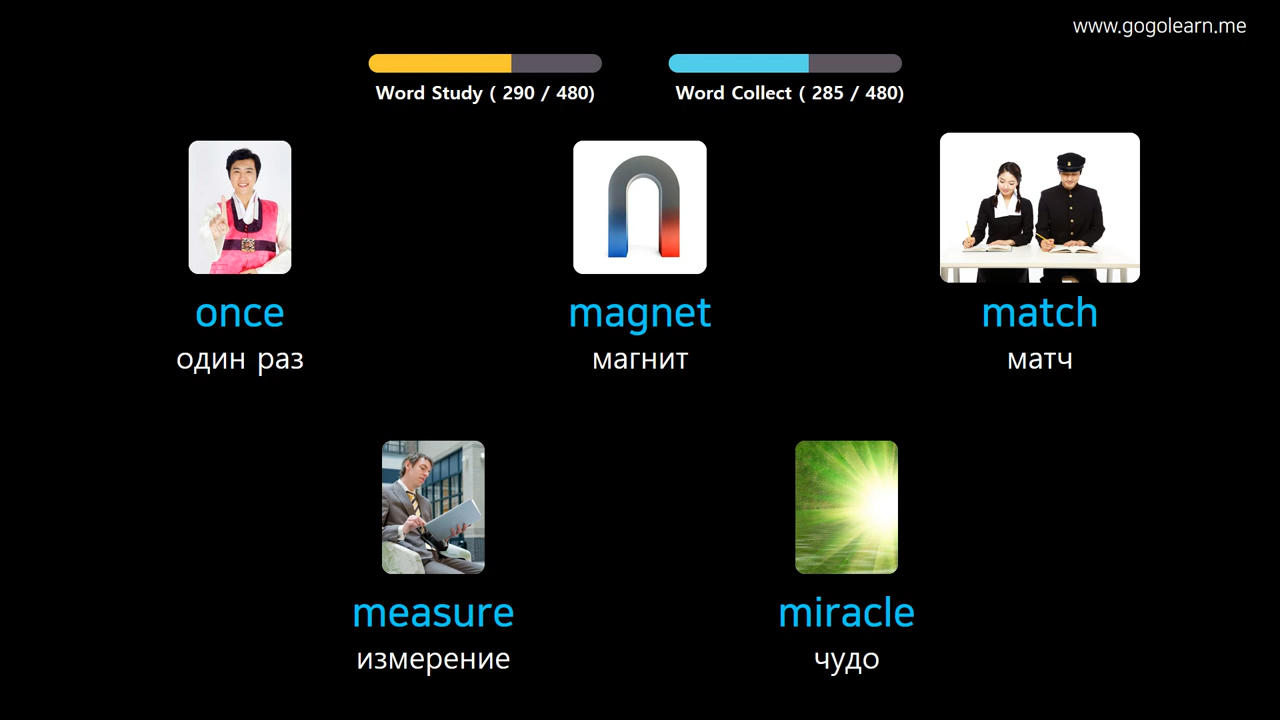 www.gogolearn.me
Word Study ( 290 / 480)
Word Collect ( 285 / 480)
once
один раз
magnet
магнит
match
матч
measure
измерение
miracle
чудо